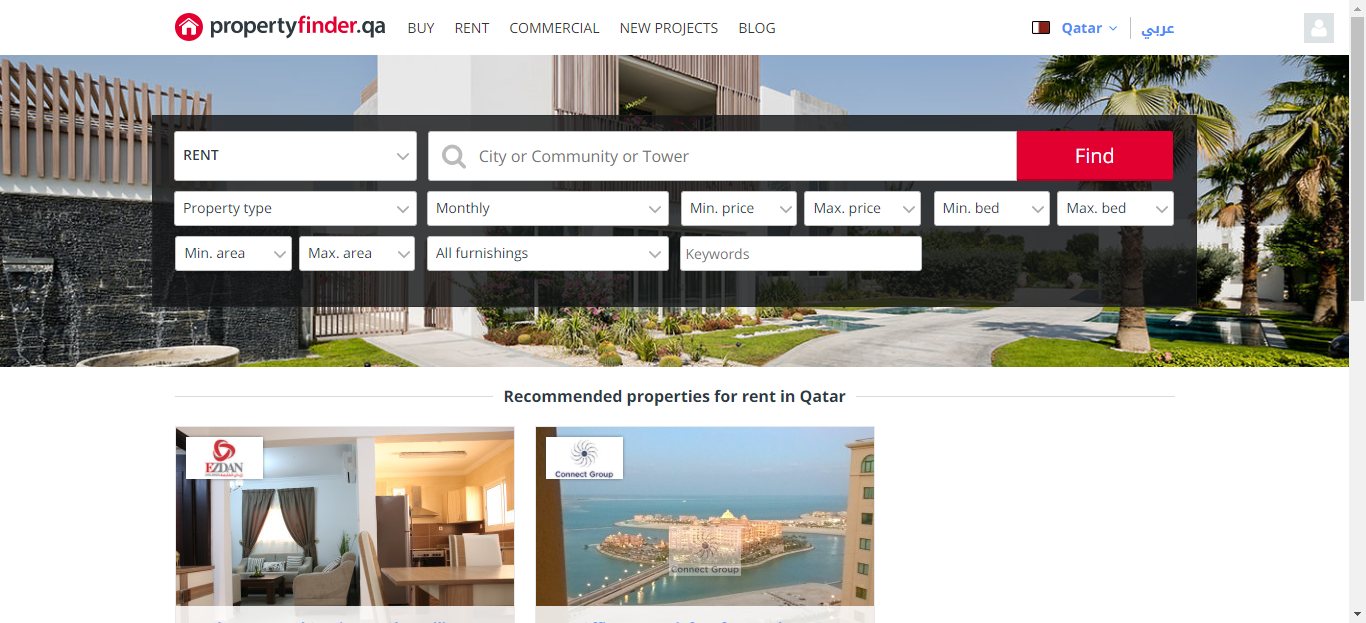 propertyfinder.qa BUY RENT COMMERCIAL NEW PROJECTS BLOG Qatar عربي
RENT City or Community or Tower Find
Property type Monthly Min. price Max. price Min. bed Max. bed
Min. area Max. area All furnishings Keywords
Recommended properties for rent in Qatar
EZDAN
Connect Group
Connect Group